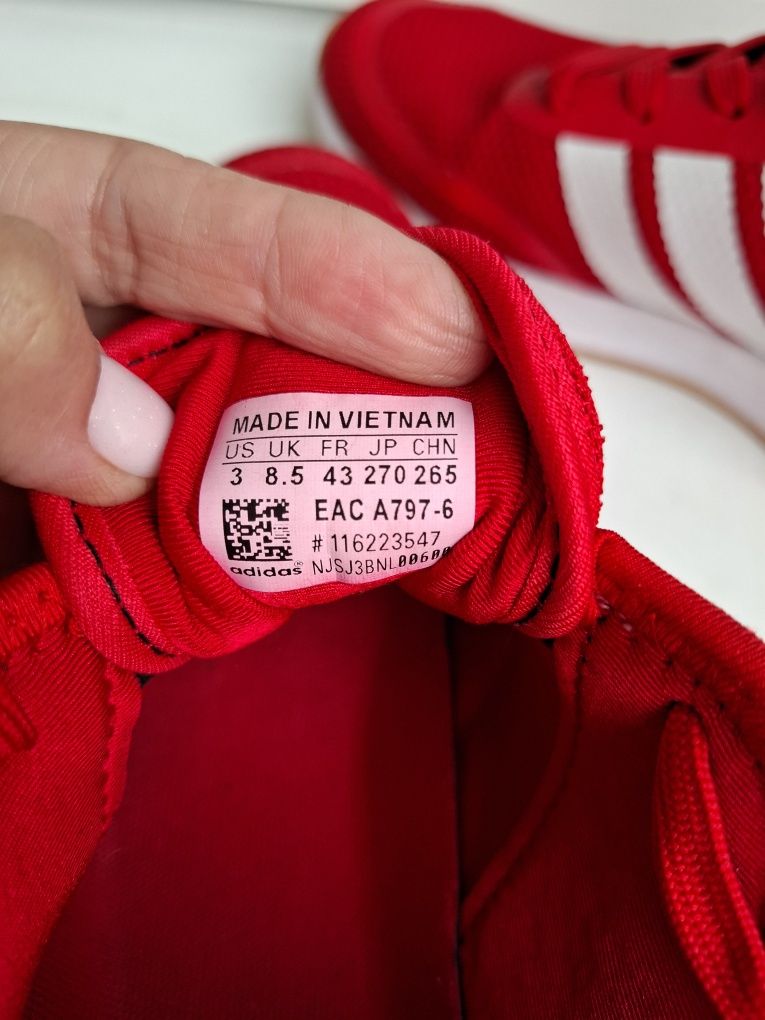 MADE IN VIETNAM
US UK FR JP CHN
3 8.5 43 270 265
EAC A797-6
# 116223547
adidas® NJSJ3BNL00600